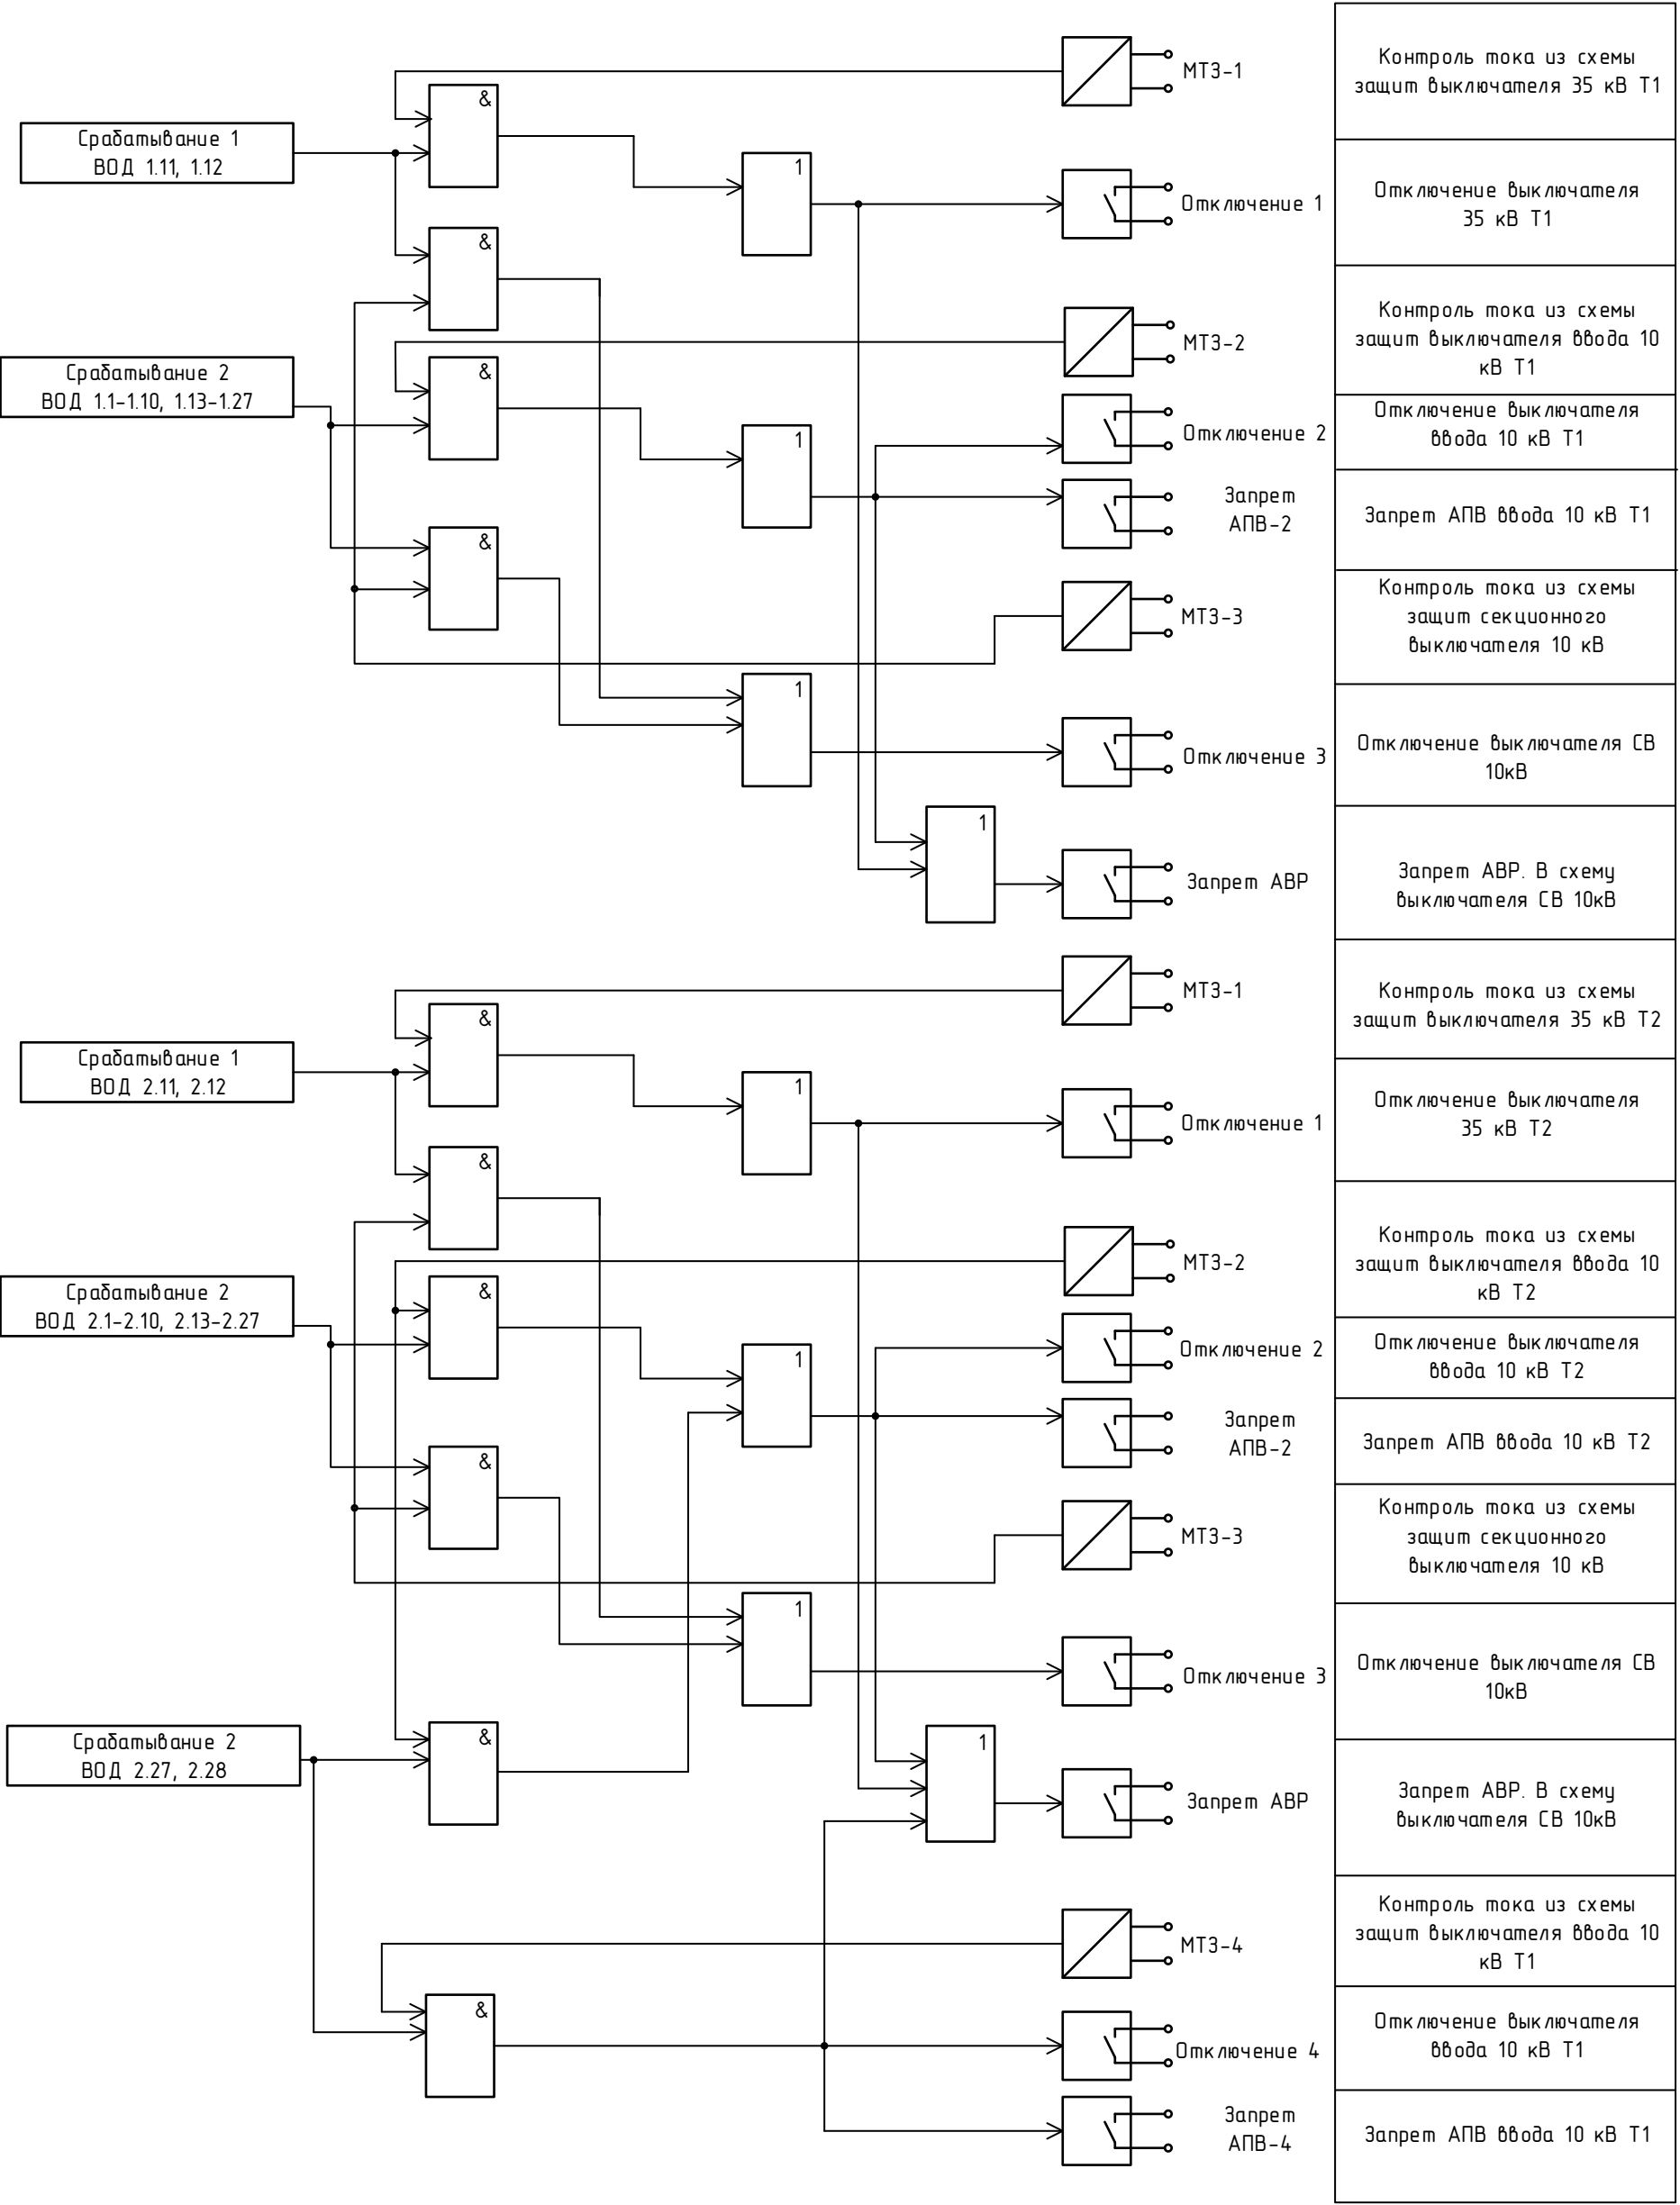 МТЗ-1
Контроль тока из схемы
защит выключателя 35 кВ Т1
&
Срабатывание 1
ВОД 1.11, 1.12
1
Отключение 1
Отключение выключателя
35 кВ Т1
&
МТЗ-2
Контроль тока из схемы
защит выключателя ввода 10
кВ Т1
&
Срабатывание 2
ВОД 1.1-1.10, 1.13-1.27
1
Отключение 2
Отключение выключателя
ввода 10 кВ Т1
Запрет
АПВ-2
Запрет АПВ ввода 10 кВ Т1
&
МТЗ-3
Контроль тока из схемы
защит секционного
выключателя 10 кВ
1
Отключение 3
Отключение выключателя СВ
10кВ
1
Запрет АВР
Запрет АВР. В схему
выключателя СВ 10кВ
МТЗ-1
Контроль тока из схемы
защит выключателя 35 кВ Т2
&
Срабатывание 1
ВОД 2.11, 2.12
1
Отключение 1
Отключение выключателя
35 кВ Т2
&
МТЗ-2
Контроль тока из схемы
защит выключателя ввода 10
кВ Т2
&
Срабатывание 2
ВОД 2.1-2.10, 2.13-2.27
1
Отключение 2
Отключение выключателя
ввода 10 кВ Т2
Запрет
АПВ-2
Запрет АПВ ввода 10 кВ Т2
&
МТЗ-3
Контроль тока из схемы
защит секционного
выключателя 10 кВ
1
Отключение 3
Отключение выключателя СВ
10кВ
&
Срабатывание 2
ВОД 2.27, 2.28
1
Запрет АВР
Запрет АВР. В схему
выключателя СВ 10кВ
МТЗ-4
Контроль тока из схемы
защит выключателя ввода 10
кВ Т1
&
Отключение 4
Отключение выключателя
ввода 10 кВ Т1
Запрет
АПВ-4
Запрет АПВ ввода 10 кВ Т1